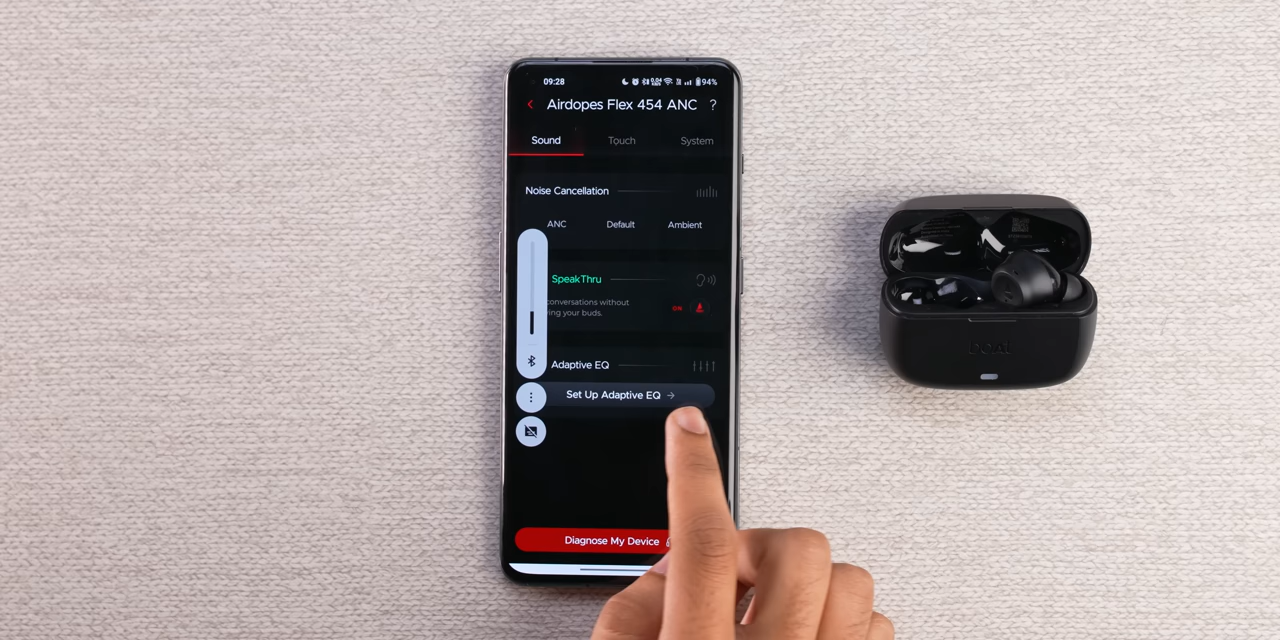 09:28
94%
Airdopes Flex 454 ANC ?
Sound Touch System
Noise Cancellation
ANC Default Ambient
SpeakThru
conversations without
your buds.
ON
Adaptive EQ
Set Up Adaptive EQ →
Diagnose My Device
boAt